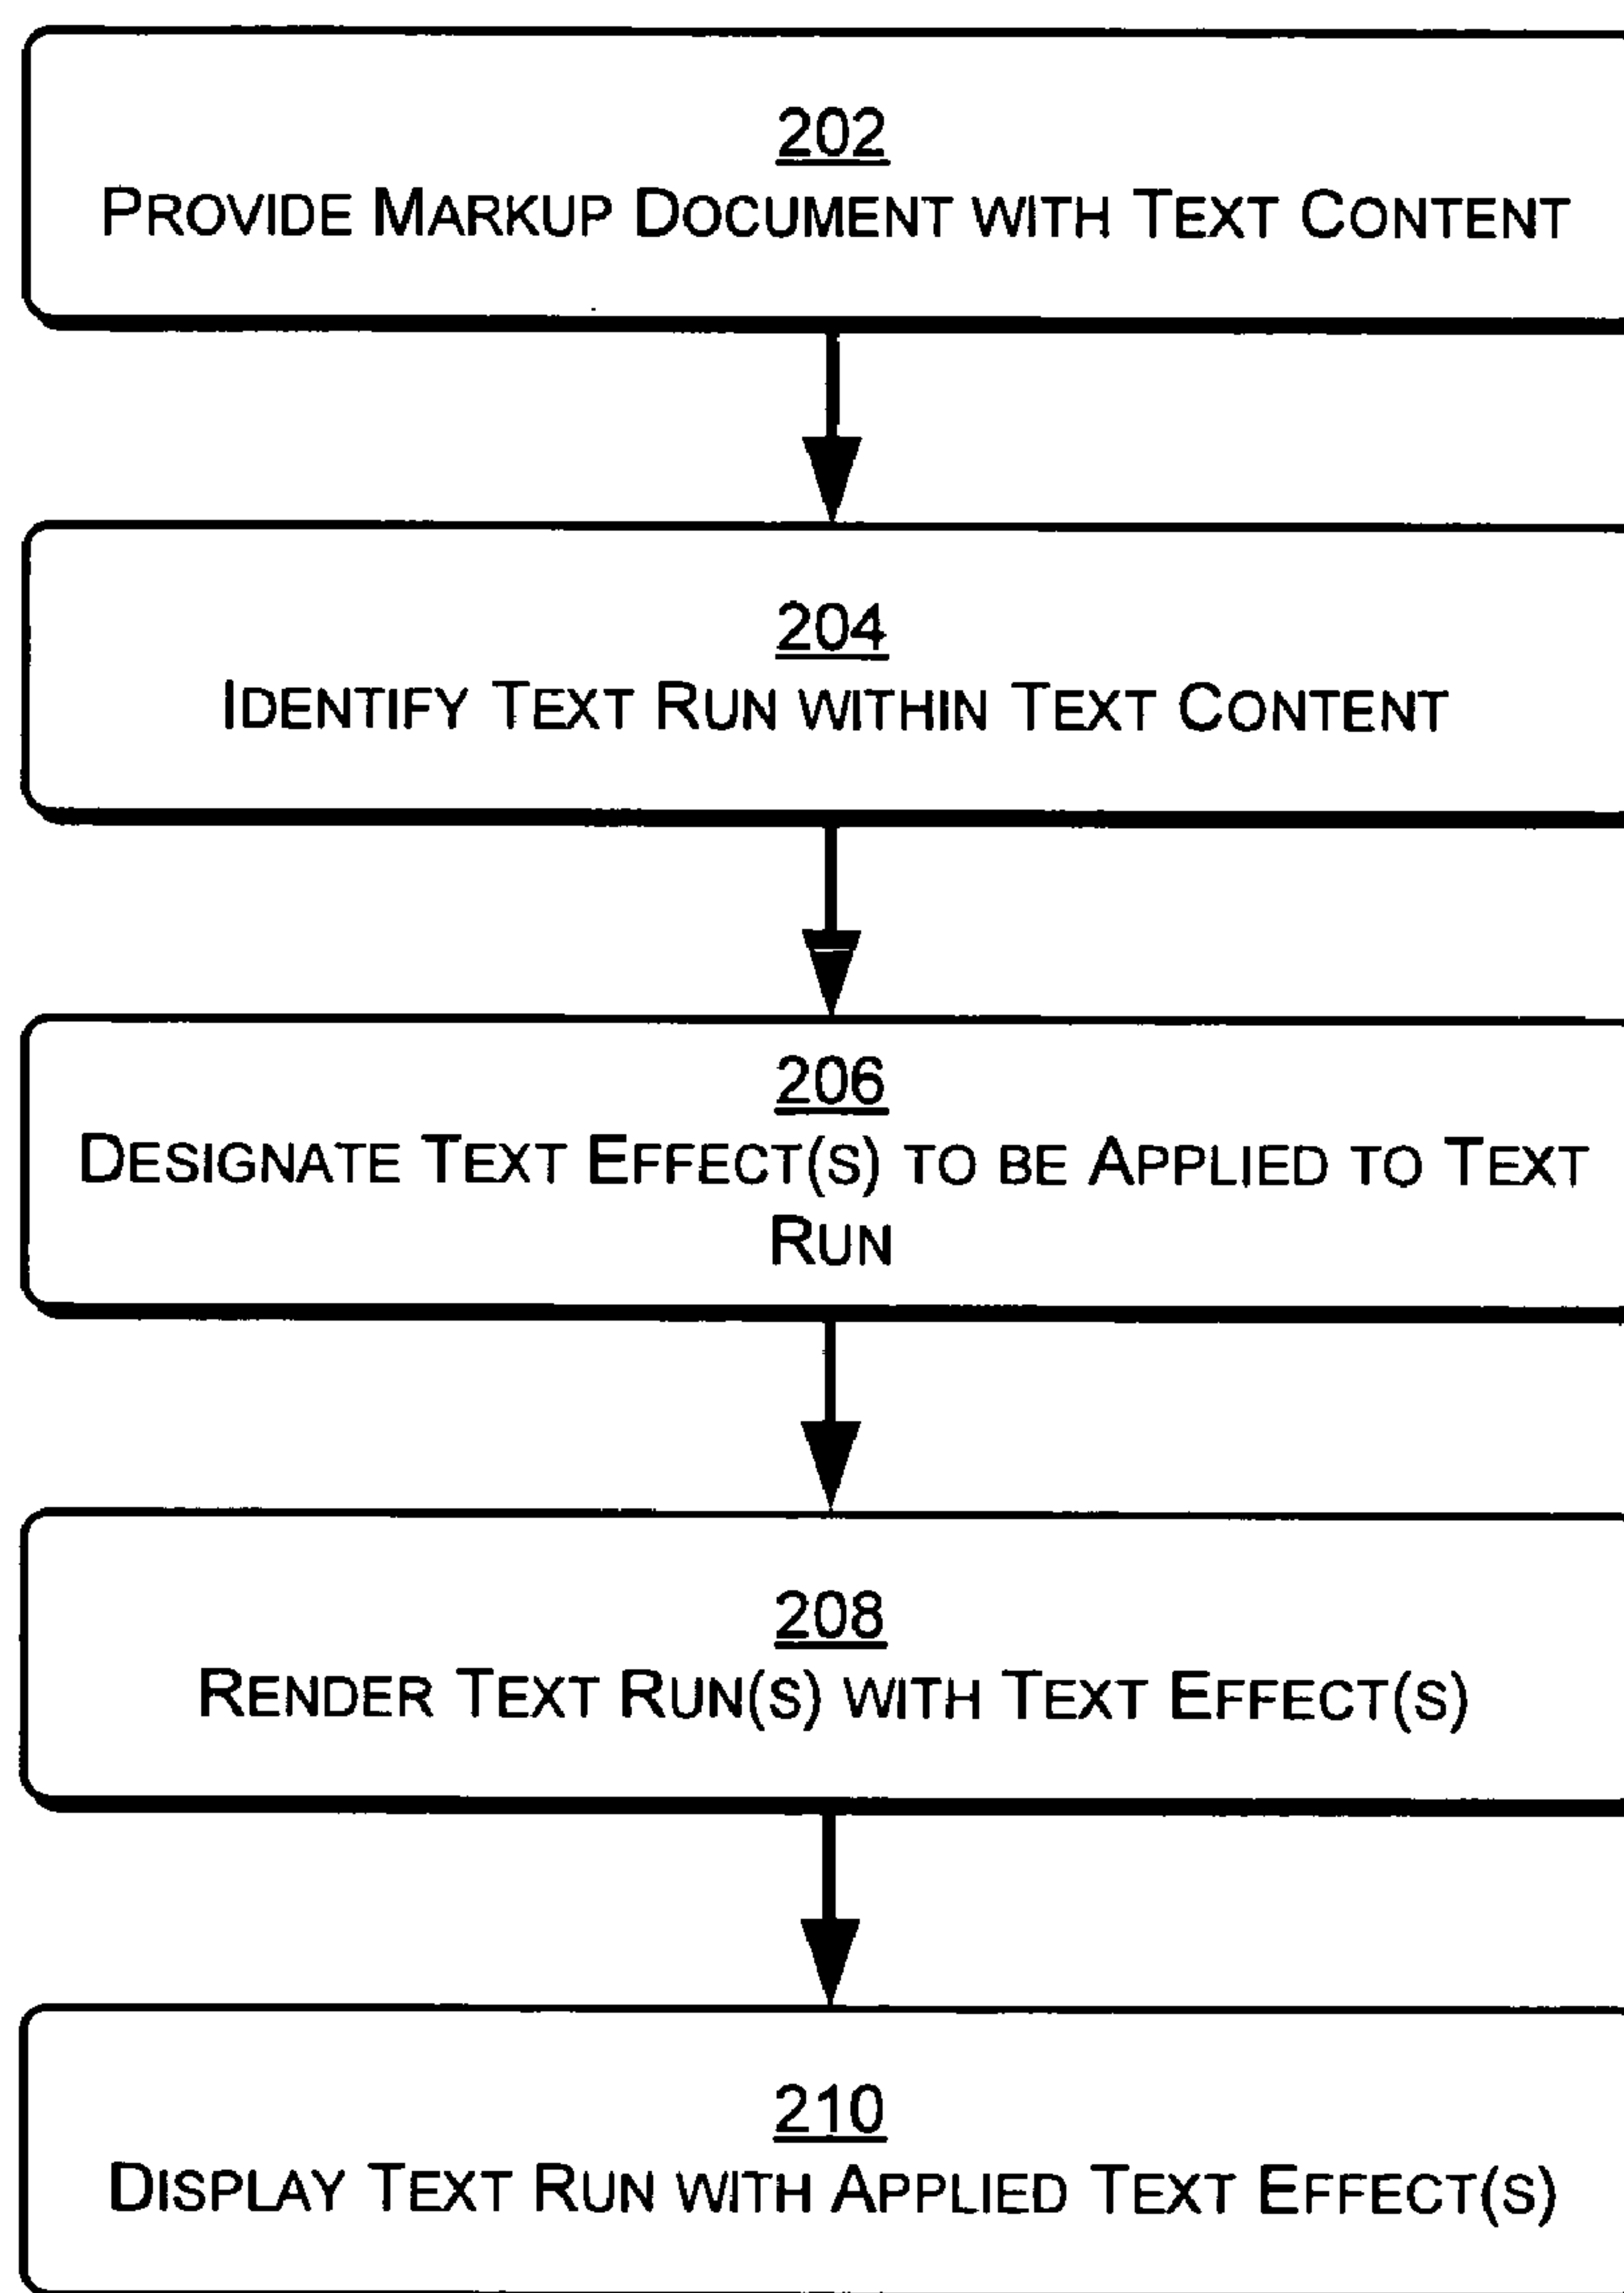 202
PROVIDE MARKUP DOCUMENT WITH TEXT CONTENT
204
IDENTIFY TEXT RUN WITHIN TEXT CONTENT
206
DESIGNATE TEXT EFFECT(S) TO BE APPLIED TO TEXT
RUN
208
RENDER TEXT RUN(S) WITH TEXT EFFECT(S)
210
DISPLAY TEXT RUN WITH APPLIED TEXT EFFECT(S)